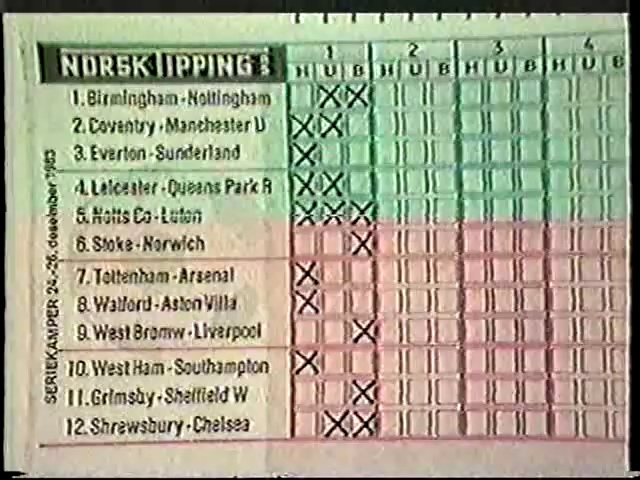 NORSK TIPPING A/S
1 2 3 4
H U B H U B H U B H U B
1. Birmingham - Nottingham X X
2. Coventry - Manchester U X X
3. Everton - Sunderland X
4. Leicester - Queens Park R X X
5. Notts Co - Luton X X X
6. Stoke - Norwich X
7. Tottenham - Arsenal X
8. Watford - Aston Villa X
9. West Bromw - Liverpool X
10. West Ham - Southampton X
11. Grimsby - Sheffield W X
12. Shrewsbury - Chelsea X X
SERIEKAMPER 24.-26. desember 1983